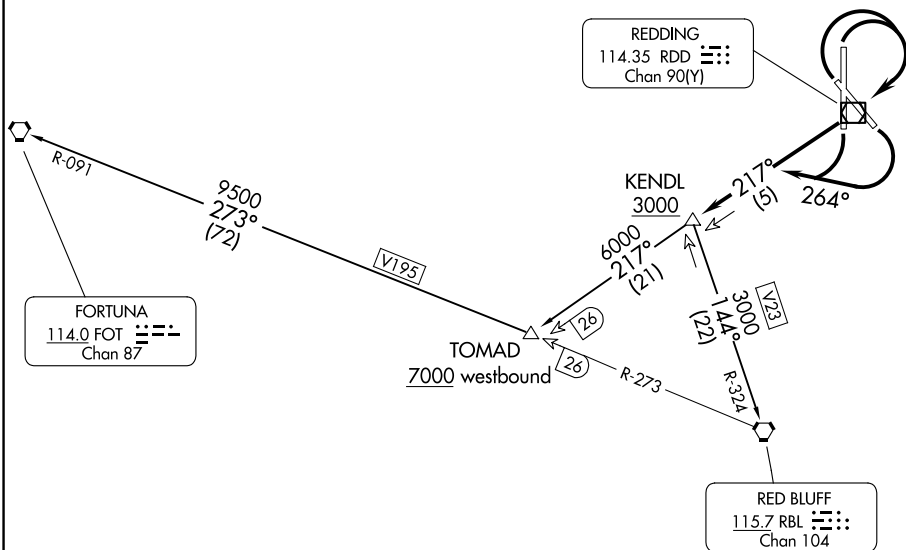 REDDING
114.35 RDD
Chan 90(Y)
R-091
9500
273°
(72)
V195
KENDL
3000
217°
(5)
264°
6000
217°
(21)
3000
144°
(22)
V23
FORTUNA
114.0 FOT
Chan 87
26
TOMAD
7000 westbound
26
R-273
R-324
RED BLUFF
115.7 RBL
Chan 104